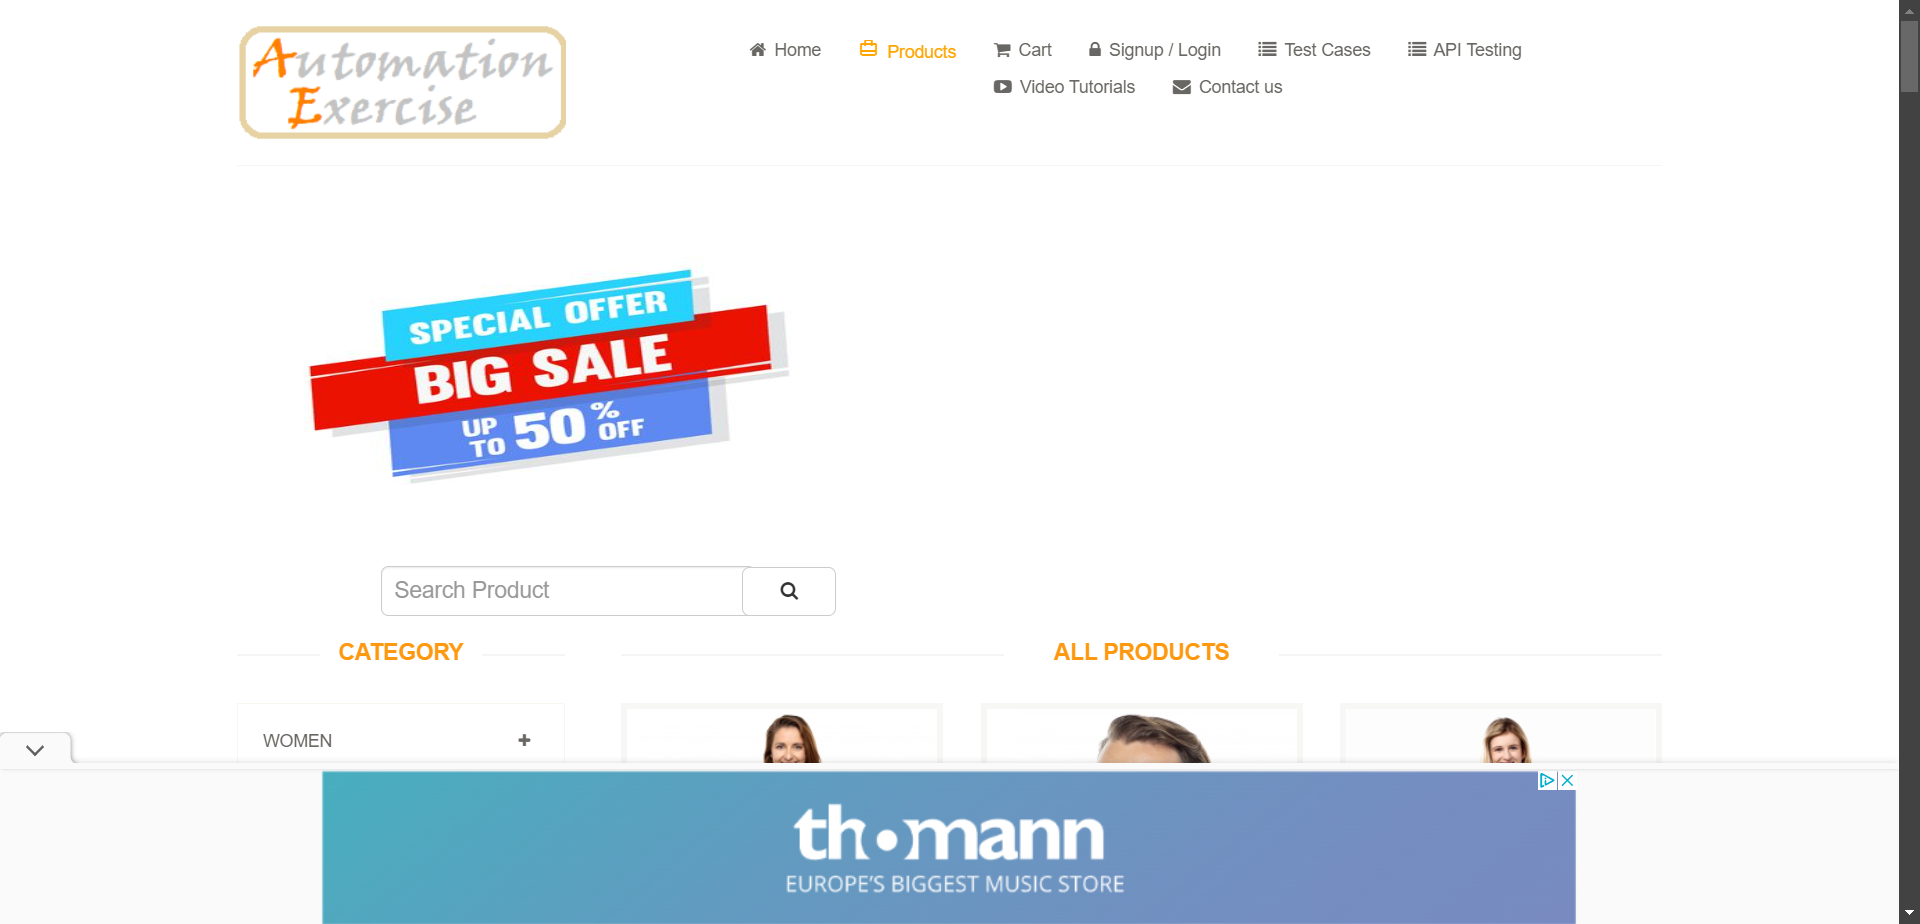 Automation
Exercise
Home
Products
Cart
Signup / Login
Test Cases
API Testing
Video Tutorials
Contact us
SPECIAL OFFER
BIG SALE
UP TO 50% OFF
Search Product
CATEGORY
ALL PRODUCTS
WOMEN
thomann
EUROPE'S BIGGEST MUSIC STORE